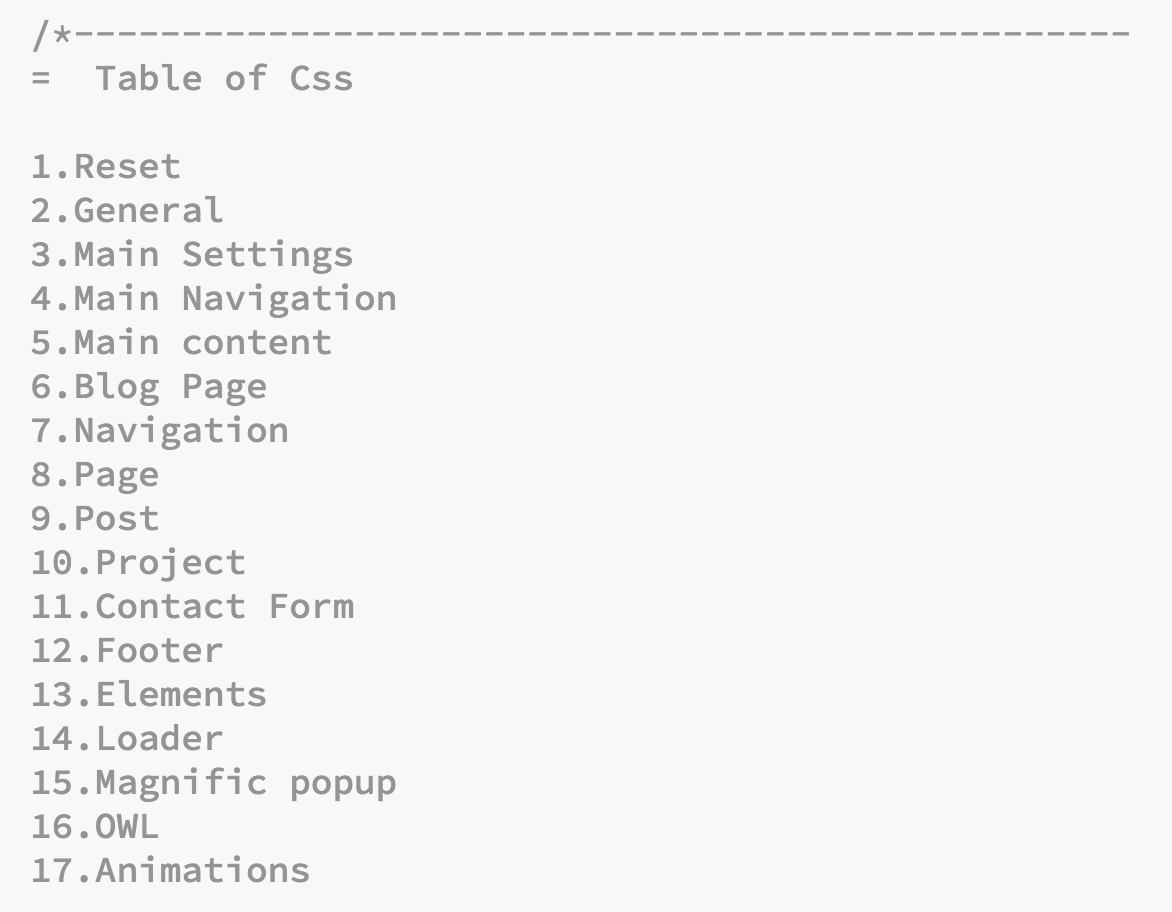 /*-------------------------------------------------
=  Table of Css
1.Reset
2.General
3.Main Settings
4.Main Navigation
5.Main content
6.Blog Page
7.Navigation
8.Page
9.Post
10.Project
11.Contact Form
12.Footer
13.Elements
14.Loader
15.Magnific popup
16.OWL
17.Animations